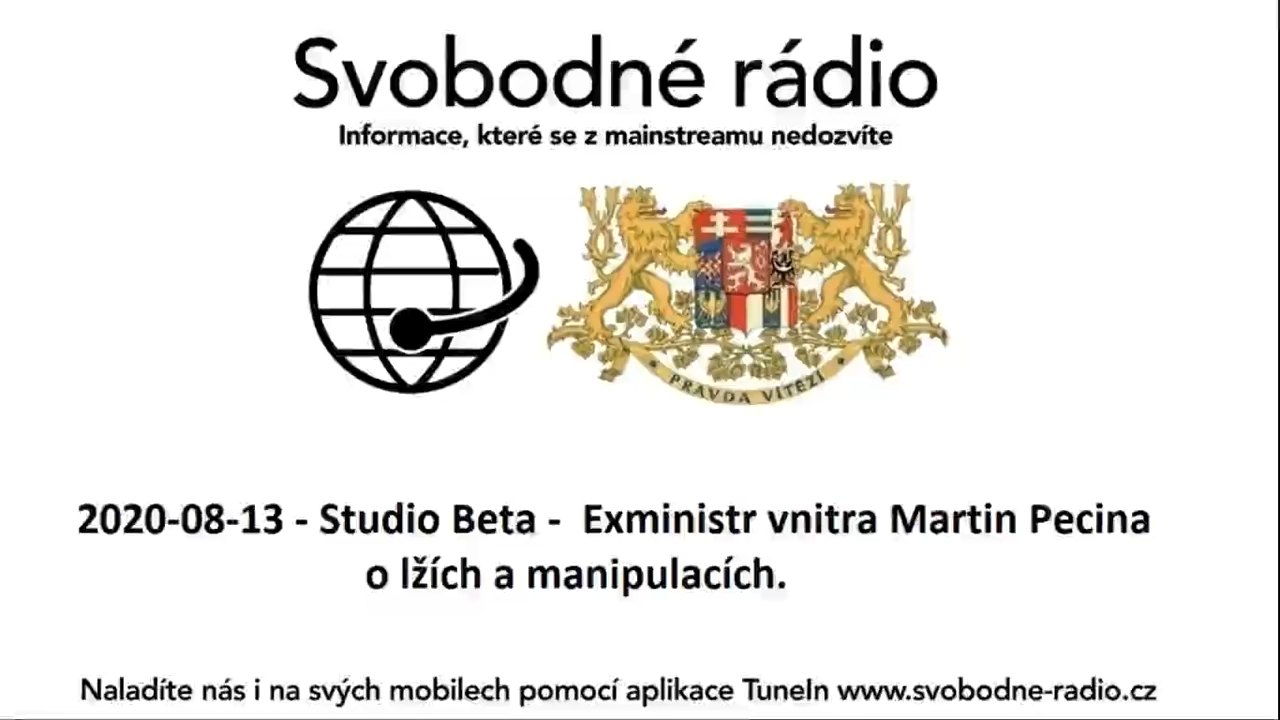 Svobodné rádio
Informace, které se z mainstreamu nedozvíte
PRAVDA VÍTĚZÍ
2020-08-13 - Studio Beta - Exministr vnitra Martin Pecina
o lžích a manipulacích.
Naladíte nás i na svých mobilech pomocí aplikace TuneIn www.svobodne-radio.cz